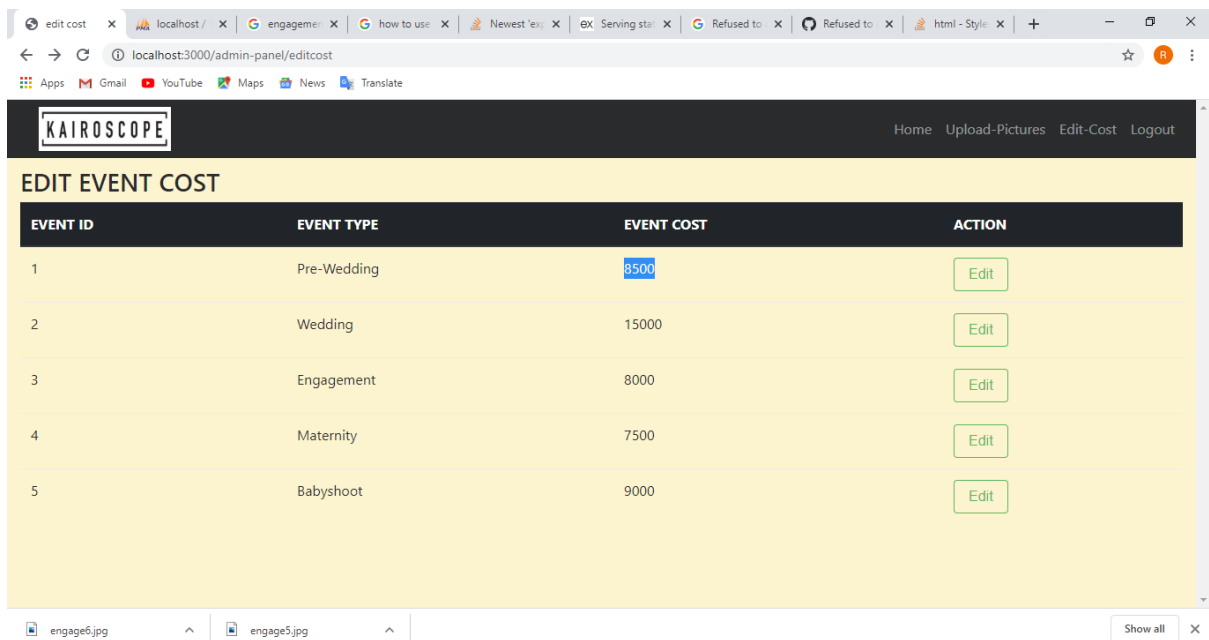 edit cost localhost / engagemen how to use Newest 'exp Serving stat Refused to Refused to html - Style
localhost:3000/admin-panel/editcost R
Apps Gmail YouTube Maps News Translate
KAIROSCOPE Home Upload-Pictures Edit-Cost Logout
EDIT EVENT COST
EVENT ID EVENT TYPE EVENT COST ACTION
1 Pre-Wedding 8500 Edit
2 Wedding 15000 Edit
3 Engagement 8000 Edit
4 Maternity 7500 Edit
5 Babyshoot 9000 Edit
engage6.jpg engage5.jpg Show all